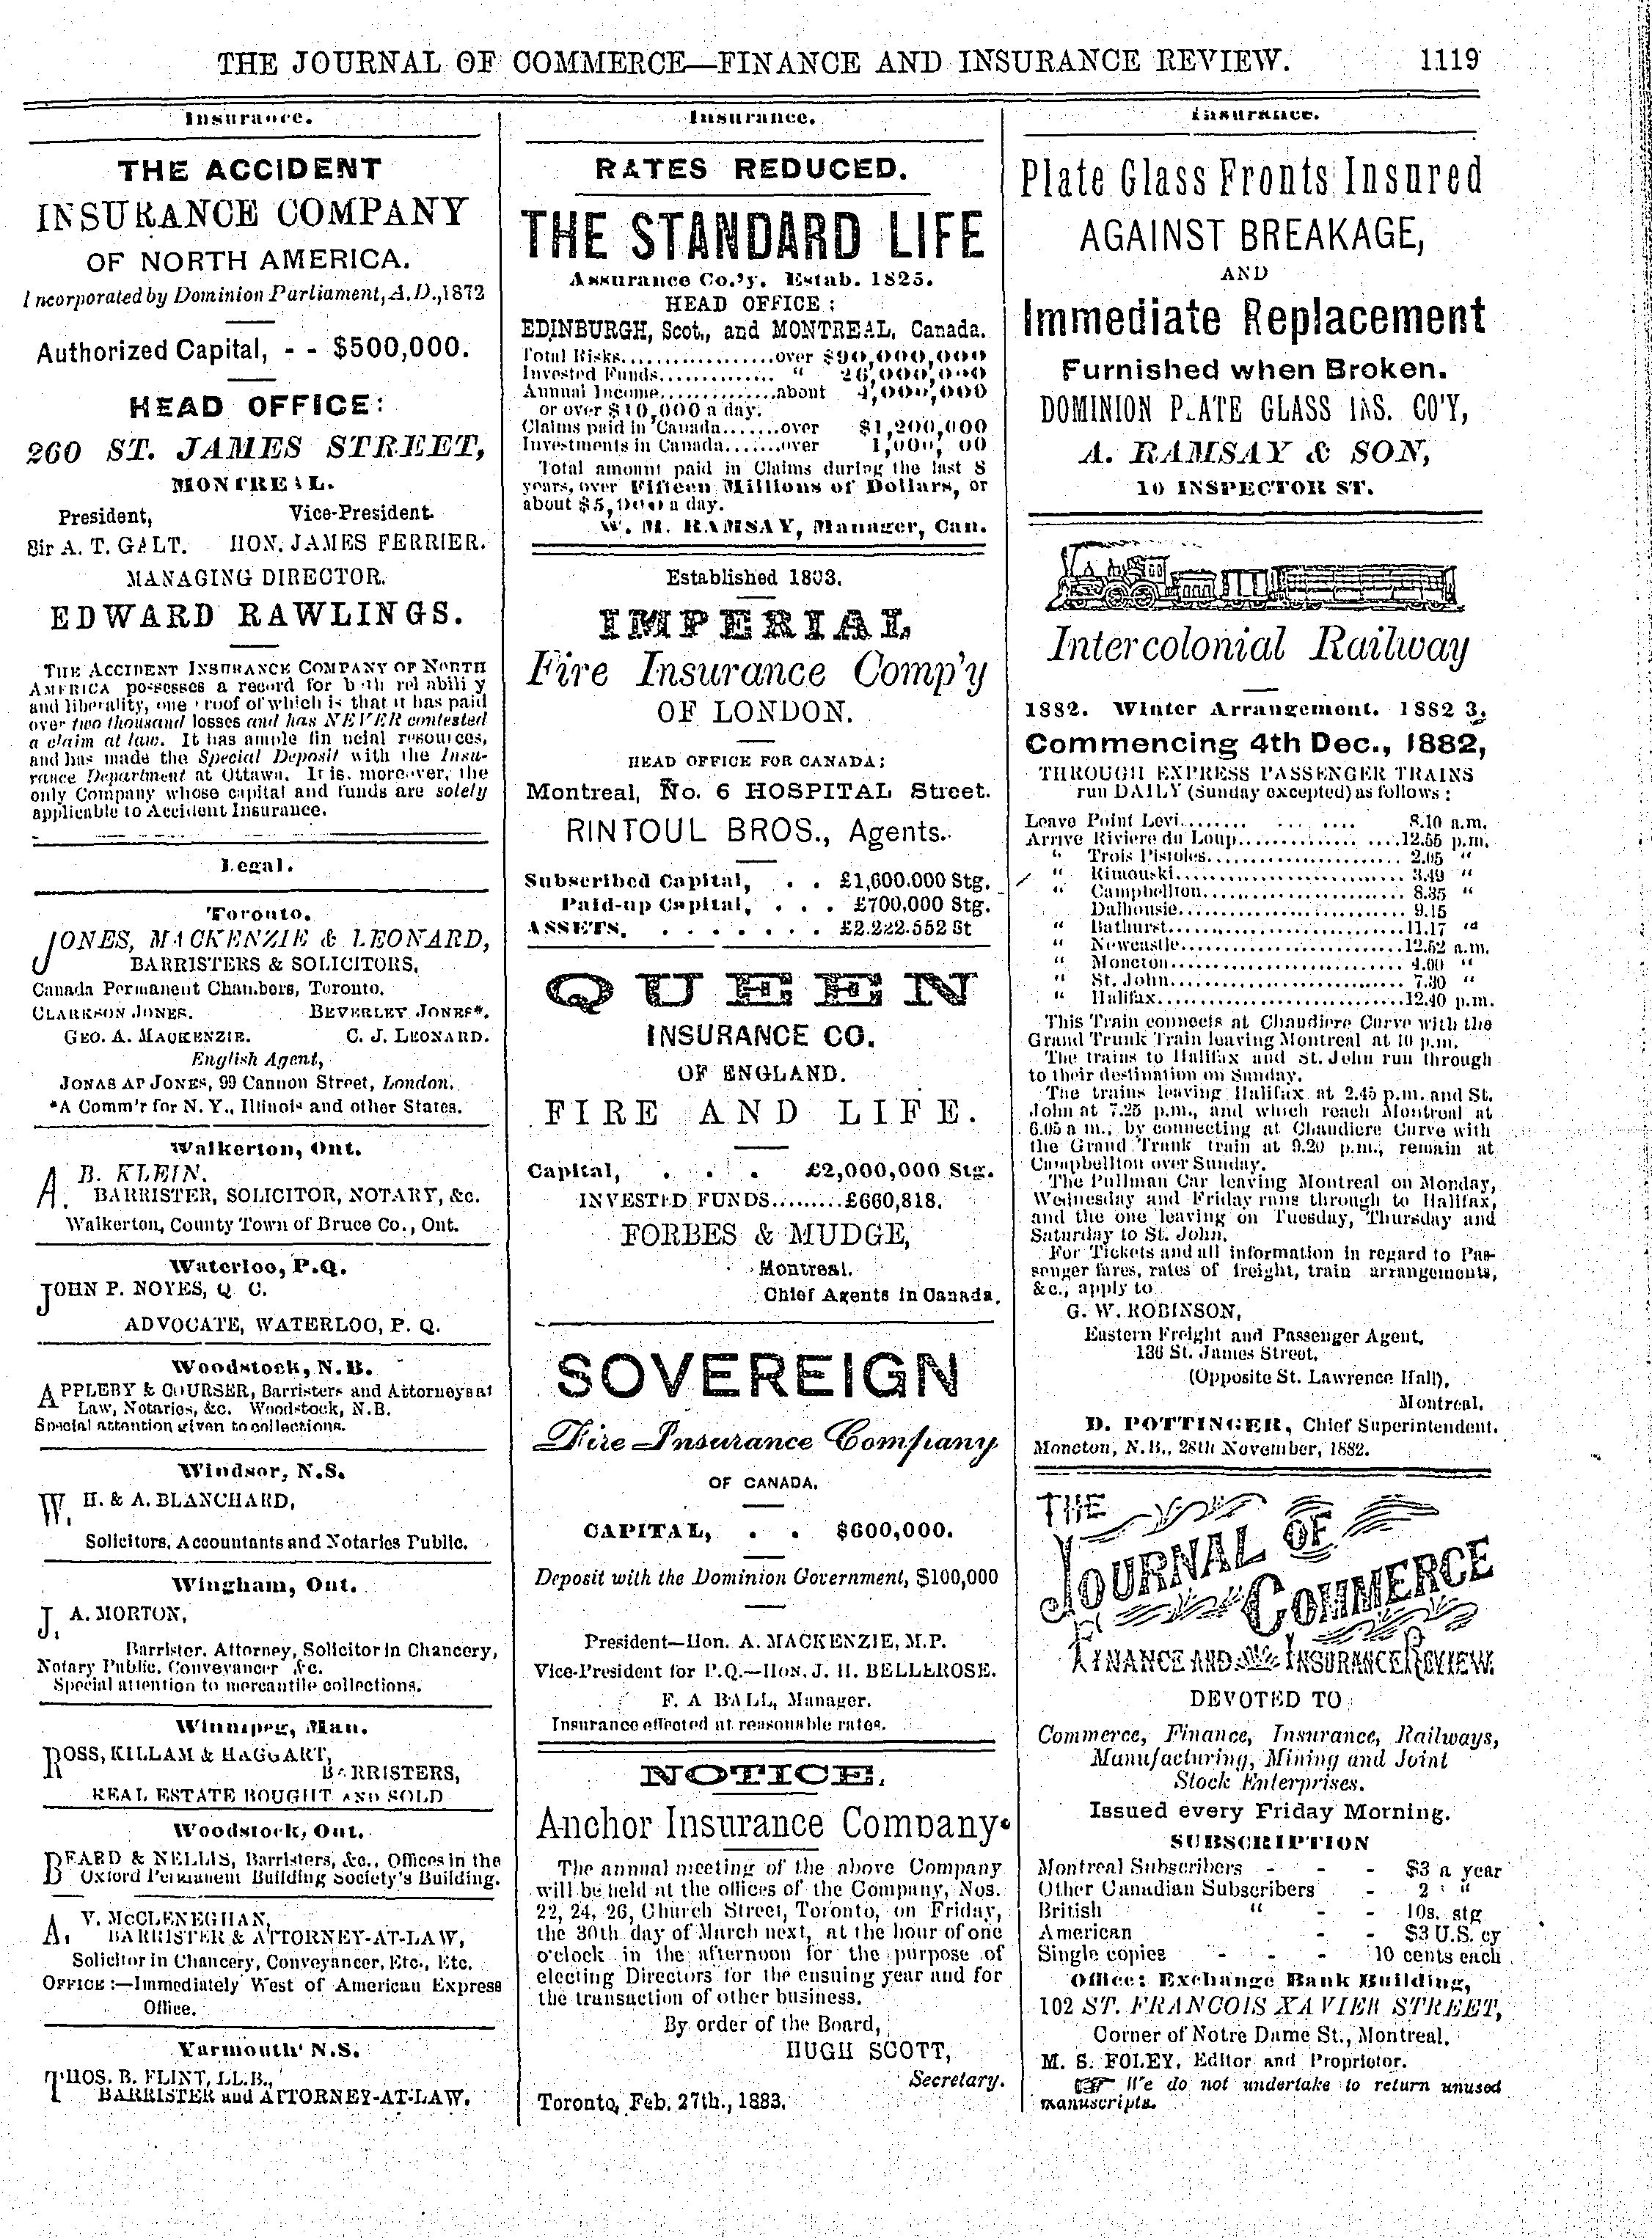 THE JOURNAL OF COMMERCE—FINANCE AND INSURANCE REVIEW. 1119
Insurance.
THE ACCIDENT
INSURANCE COMPANY
OF NORTH AMERICA.
Incorporated by Dominion Parliament, A.D., 1872
Authorized Capital, - - $500,000.
HEAD OFFICE:
260 ST. JAMES STREET,
MONTREAL.
President, Vice-President.
Sir A. T. GALT. HON. JAMES FERRIER.
MANAGING DIRECTOR.
EDWARD RAWLINGS.
THE ACCIDENT INSURANCE COMPANY OF NORTH
AMERICA possesses a record for both reliability
and liberality, one proof of which is that it has paid
over two thousand losses and has NEVER contested
a claim at law. It has ample financial resources,
and has made the Special Deposit with the Insu-
rance Department at Ottawa. It is, moreover, the
only Company whose capital and funds are solely
applicable to Accident Insurance.
Legal.
Toronto.
JONES, MACKENZIE & LEONARD,
BARRISTERS & SOLICITORS,
Canada Permanent Chambers, Toronto.
CLARKSON JONES. BEVERLEY JONES*.
GEO. A. MACKENZIE. C. J. LEONARD.
English Agent,
JONAS AP JONES, 99 Cannon Street, London.
*A Comm'r for N. Y., Illinois and other States.
Walkerton, Ont.
A. B. KLEIN.
BARRISTER, SOLICITOR, NOTARY, &c.
Walkerton, County Town of Bruce Co., Ont.
Waterloo, P.Q.
JOHN P. NOYES, Q. C.
ADVOCATE, WATERLOO, P. Q.
Woodstock, N.B.
APPLEBY & COURSER, Barristers and Attorneys at
Law, Notaries, &c. Woodstock, N.B.
Special attention given to collections.
Windsor, N.S.
W. H. & A. BLANCHARD,
Solicitors, Accountants and Notaries Public.
Wingham, Ont.
J. A. MORTON,
Barrister, Attorney, Solicitor in Chancery,
Notary Public, Conveyancer &c.
Special attention to mercantile collections.
Winnipeg, Man.
ROSS, KILLAM & HAGGART,
BARRISTERS,
REAL ESTATE BOUGHT AND SOLD
Woodstock, Ont.
BEARD & NELLIS, Barristers, &c., Offices in the
Oxford Permanent Building Society's Building.
A. V. McCLENEGHAN,
BARRISTER & ATTORNEY-AT-LAW,
Solicitor in Chancery, Conveyancer, Etc., Etc.
OFFICE:—Immediately West of American Express
Office.
Yarmouth' N.S.
THOS. B. FLINT, LL.B.,
BARRISTER and ATTORNEY-AT-LAW.
Insurance.
RATES REDUCED.
THE STANDARD LIFE
Assurance Co.'y. Estab. 1825.
HEAD OFFICE:
EDINBURGH, Scot., and MONTREAL, Canada.
Total Risks..................over $90,000,000
Invested Funds.............. " 26,000,000
Annual Income..............about 4,000,000
or over $10,000 a day.
Claims paid in Canada.......over $1,200,000
Investments in Canada.......over
Total amount paid in Claims during the last 8
years, over Fifteen Millions of Dollars, or
about $5,000 a day.
W. M. RAMSAY, Manager, Can.
Established 1803.
IMPERIAL
Fire Insurance Comp'y
OF LONDON.
HEAD OFFICE FOR CANADA:
Montreal, No. 6 HOSPITAL Street.
RINTOUL BROS., Agents.
Subscribed Capital, . . £1,600.000 Stg.
Paid-up Capital, . . . £700,000 Stg.
ASSETS, . . . . . . . £2.222.552 St
QUEEN
INSURANCE CO.
OF ENGLAND.
FIRE AND LIFE.
Capital, . . . £2,000,000 Stg.
INVESTED FUNDS.........£660,818.
FORBES & MUDGE,
Montreal.
Chief Agents in Canada.
SOVEREIGN
Fire Insurance Company
OF CANADA.
CAPITAL, . . $600,000.
Deposit with the Dominion Government, $100,000
President—Hon. A. MACKENZIE, M.P.
Vice-President for P.Q.—HON. J. H. BELLEROSE.
F. A BALL, Manager.
Insurance effected at reasonable rates.
NOTICE.
Anchor Insurance Company.
The annual meeting of the above Company
will be held at the offices of the Company, Nos.
22, 24, 26, Church Street, Toronto, on Friday,
the 30th day of March next, at the hour of one
o'clock in the afternoon for the purpose of
electing Directors for the ensuing year and for
the transaction of other business.
By order of the Board,
HUGH SCOTT,
Secretary.
Toronto, Feb. 27th., 1883.
Insurance.
Plate Glass Fronts Insured
AGAINST BREAKAGE,
AND
Immediate Replacement
Furnished when Broken.
DOMINION PLATE GLASS INS. CO'Y,
A. RAMSAY & SON,
10 INSPECTOR ST.
Intercolonial Railway
1882. Winter Arrangement. 1882 3.
Commencing 4th Dec., 1882,
THROUGH EXPRESS PASSENGER TRAINS
run DAILY (Sunday excepted) as follows:
Leave Point Levi........ 8.10 a.m.
Arrive Riviere du Loup.................12.55 p.m.
" Trois Pistoles...................... 2.05 "
" Rimouski......................... 3.49 "
" Campbellton....................... 8.35 "
Dalhousie.......................... 9.15
" Bathurst..........................11.17 "
" Newcastle........................12.52 a.m.
" Moncton.......................... 4.00 "
" St. John.......................... 7.30 "
" Halifax...........................12.40 p.m.
This Train connects at Chaudiere Curve with the
Grand Trunk Train leaving Montreal at 10 p.m.
The trains to Halifax and St. John run through
to their destination on Sunday.
The trains leaving Halifax at 2.45 p.m. and St.
John at 7.25 p.m., and which reach Montreal at
6.05 a m., by connecting at Chaudiere Curve with
the Grand Trunk train at 9.20 p.m., remain at
Campbellton over Sunday.
The Pullman Car leaving Montreal on Monday,
Wednesday and Friday runs through to Halifax,
and the one leaving on Tuesday, Thursday and
Saturday to St. John.
For Tickets and all information in regard to Pas-
senger fares, rates of freight, train arrangements,
&c., apply to
G. W. ROBINSON,
Eastern Freight and Passenger Agent,
136 St. James Street,
(Opposite St. Lawrence Hall),
Montreal.
D. POTTINGER, Chief Superintendent.
Moncton, N.B., 28th November, 1882.
THE
JOURNAL OF
COMMERCE
FINANCE AND INSURANCE REVIEW.
DEVOTED TO
Commerce, Finance, Insurance, Railways,
Manufacturing, Mining and Joint
Stock Enterprises.
Issued every Friday Morning.
SUBSCRIPTION
Montreal Subscribers - - - $3 a year
Other Canadian Subscribers - 2 "
British " - - 10s. stg
American - - $3 U.S. cy
Single copies - - - 10 cents each
Office: Exchange Bank Building,
102 ST. FRANCOIS XAVIER STREET,
Corner of Notre Dame St., Montreal.
M. S. FOLEY, Editor and Proprietor.
☞ We do not undertake to return unused
manuscripts.